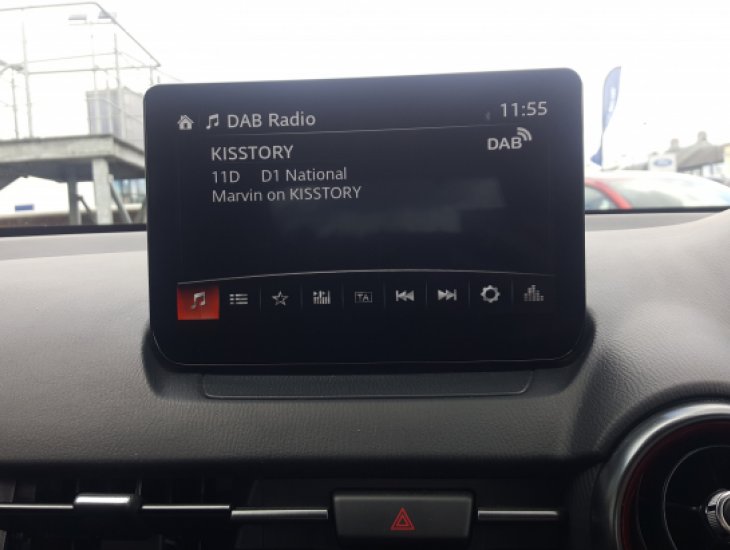 DAB Radio
11:55
KISSTORY
DAB
11D D1 National
Marvin on KISSTORY
TA